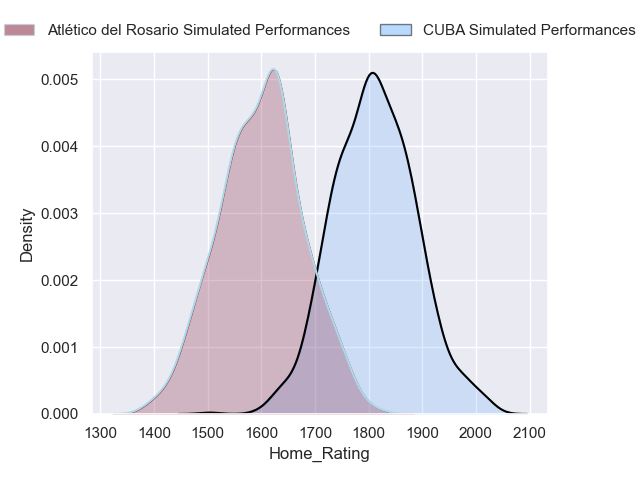 Atlético del Rosario Simulated Performances CUBA Simulated Performances
0.005
0.004
0.003
0.002
0.001
0.000
Density
1300 1400 1500 1600 1700 1800 1900 2000 2100
Home_Rating